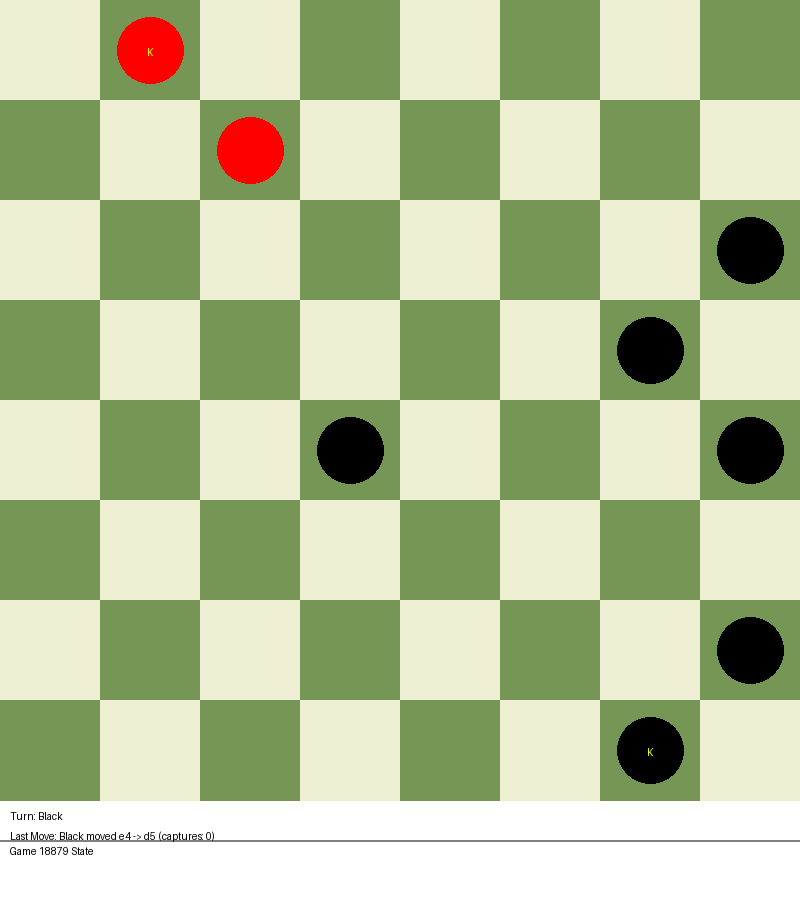 K
K
Turn: Black
Last Move: Black moved e4 -> d5 (captures: 0)
Game 18879 State